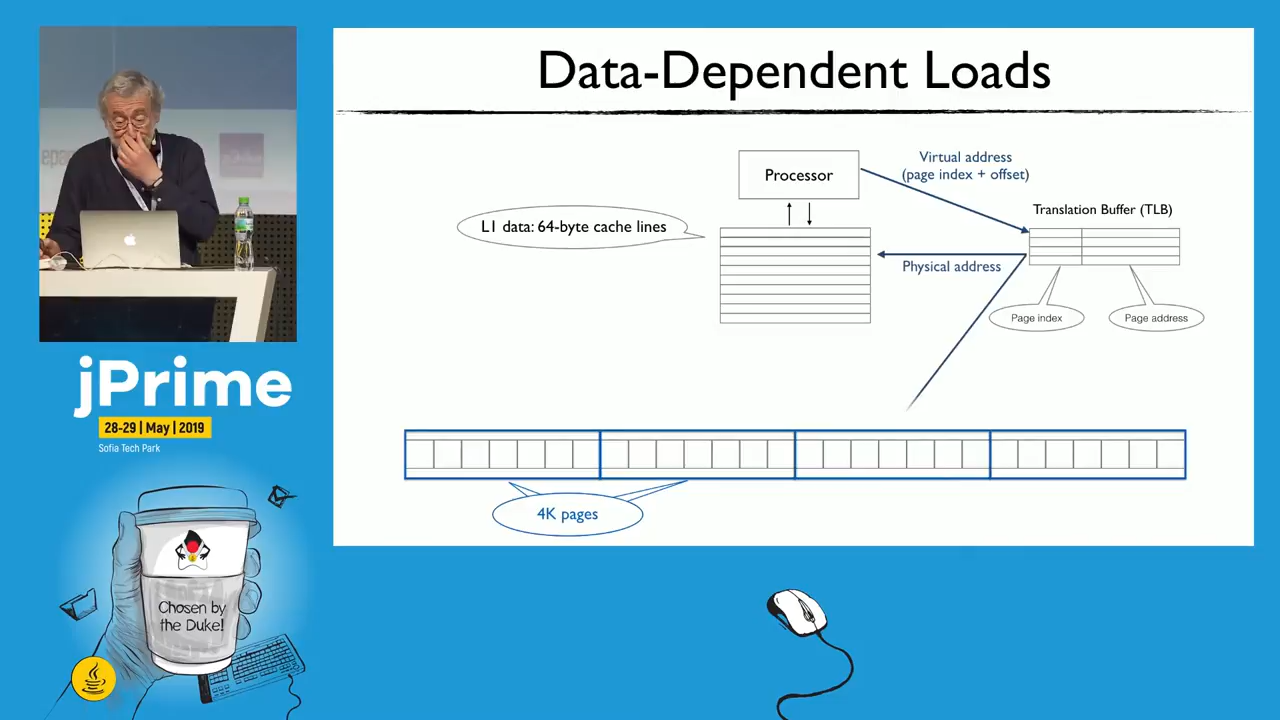 Data-Dependent Loads
Processor
Virtual address
(page index + offset)
Translation Buffer (TLB)
L1 data: 64-byte cache lines
Physical address
Page index
Page address
4K pages
epam
jPrime
28-29 | May | 2019
Sofia Tech Park
Chosen by
the Duke!